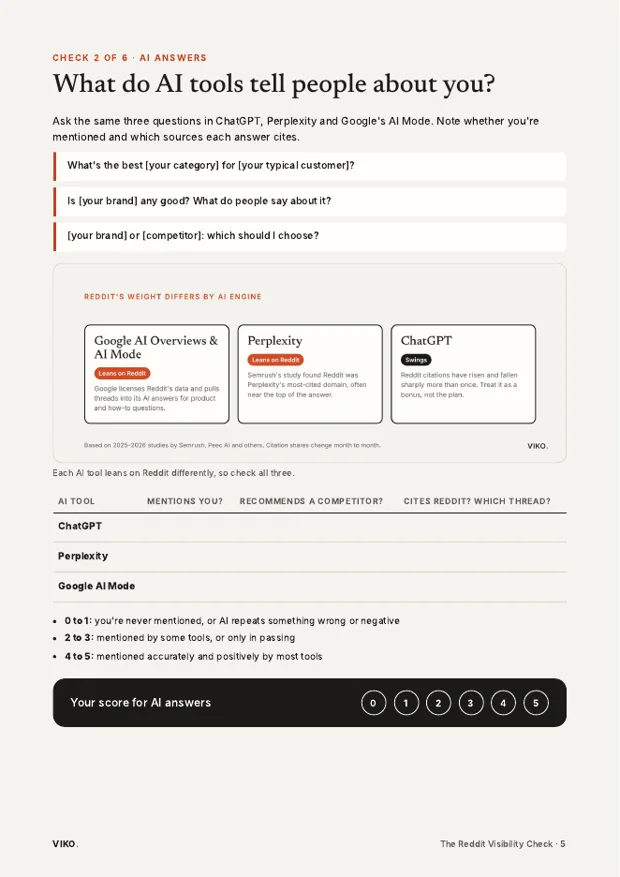 CHECK 2 OF 6 · AI ANSWERS
What do AI tools tell people about you?
Ask the same three questions in ChatGPT, Perplexity and Google's AI Mode. Note whether you're
mentioned and which sources each answer cites.
What's the best [your category] for [your typical customer]?
Is [your brand] any good? What do people say about it?
[your brand] or [competitor]: which should I choose?
REDDIT'S WEIGHT DIFFERS BY AI ENGINE
Google AI Overviews &
AI Mode
Leans on Reddit
Google licenses Reddit's data and pulls
threads into its AI answers for product
and how-to questions.
Perplexity
Leans on Reddit
Semrush's study found Reddit was
Perplexity's most-cited domain, often
near the top of the answer.
ChatGPT
Swings
Reddit citations have risen and fallen
sharply more than once. Treat it as a
bonus, not the plan.
Based on 2025-2026 studies by Semrush, Peec AI and others. Citation shares change month to month.
VIKO.
Each AI tool leans on Reddit differently, so check all three.
AI TOOL MENTIONS YOU? RECOMMENDS A COMPETITOR? CITES REDDIT? WHICH THREAD?
ChatGPT
Perplexity
Google AI Mode
• 0 to 1: you're never mentioned, or AI repeats something wrong or negative
• 2 to 3: mentioned by some tools, or only in passing
• 4 to 5: mentioned accurately and positively by most tools
Your score for AI answers 0 1 2 3 4 5
VIKO. The Reddit Visibility Check · 5